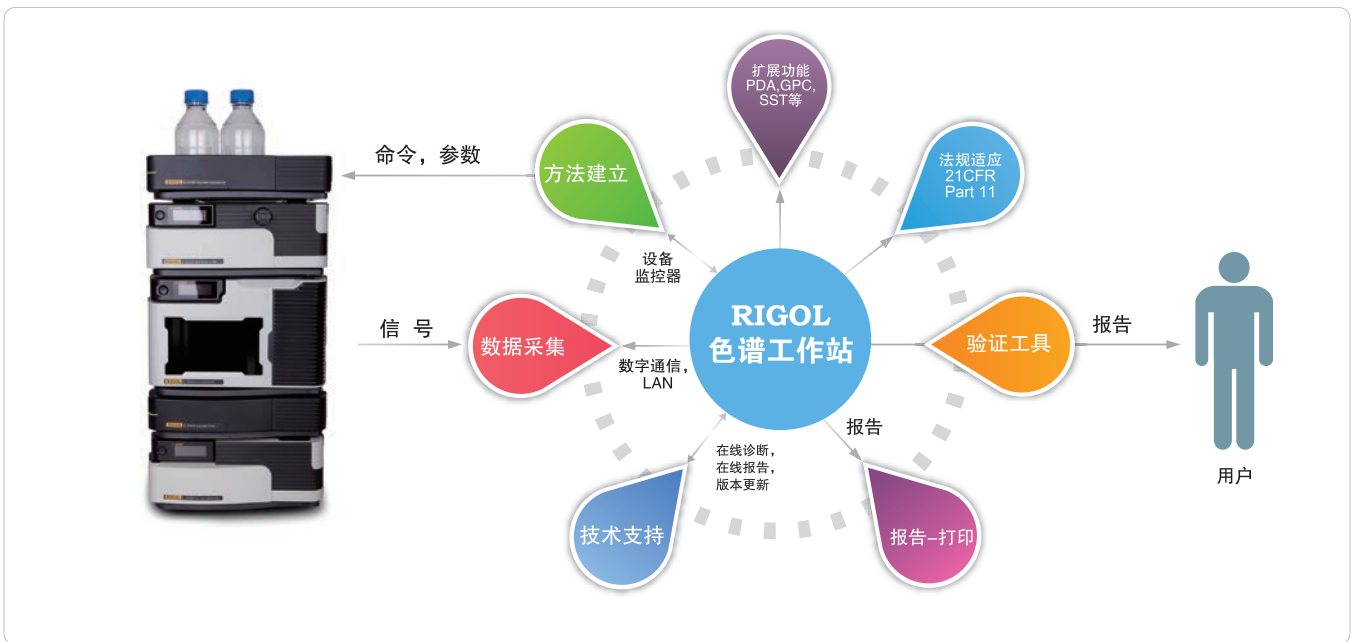 扩展功能
PDA,GPC,
SST等
命令，参数
方法建立
法规适应
21CFR
Part 11
设备
监控器
信 号
数据采集
数字通信，
LAN
RIGOL
色谱工作站
验证工具
报告
报告
在线诊断，
在线报告，
版本更新
技术支持
报告-打印
用户